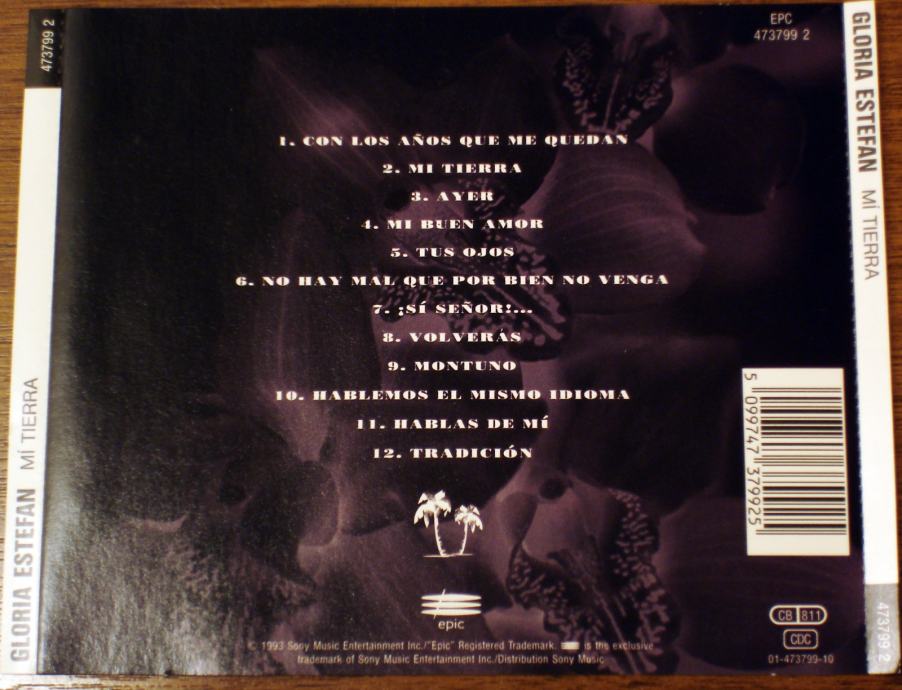 473799 2
GLORIA ESTEFAN MÍ TIERRA
EPC
473799 2
1. CON LOS AÑOS QUE ME QUEDAN
2. MI TIERRA
3. AYER
4. MI BUEN AMOR
5. TUS OJOS
6. NO HAY MAL QUE POR BIEN NO VENGA
7. ¡SÍ SEÑOR!...
8. VOLVERÁS
9. MONTUNO
10. HABLEMOS EL MISMO IDIOMA
11. HABLAS DE MÍ
12. TRADICIÓN
epic
© 1993 Sony Music Entertainment Inc./"Epic" Registered Trademark. is the exclusive
trademark of Sony Music Entertainment Inc./Distribution Sony Music
5 099747 379925
CB 811
CDC
01-473799-10
GLORIA ESTEFAN MÍ TIERRA
473799 2